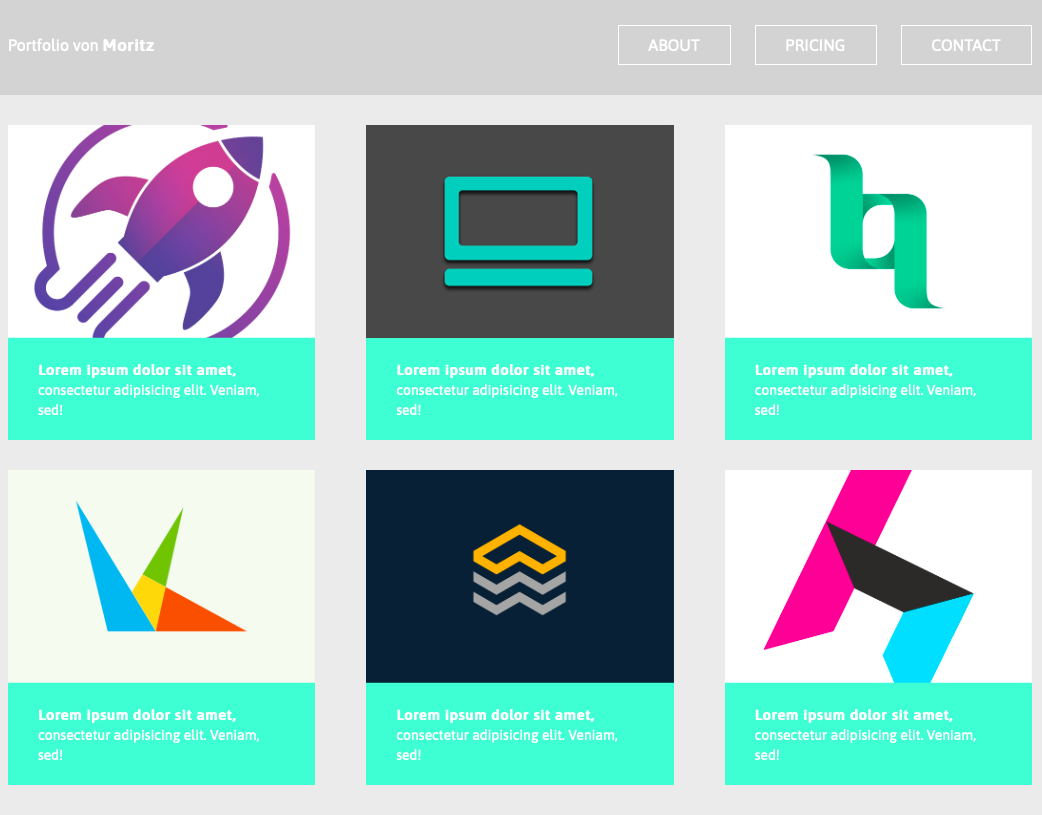 Portfolio von Moritz
ABOUT
PRICING
CONTACT
Lorem ipsum dolor sit amet,
consectetur adipisicing elit. Veniam,
sed!
Lorem ipsum dolor sit amet,
consectetur adipisicing elit. Veniam,
sed!
Lorem ipsum dolor sit amet,
consectetur adipisicing elit. Veniam,
sed!
Lorem ipsum dolor sit amet,
consectetur adipisicing elit. Veniam,
sed!
Lorem ipsum dolor sit amet,
consectetur adipisicing elit. Veniam,
sed!
Lorem ipsum dolor sit amet,
consectetur adipisicing elit. Veniam,
sed!